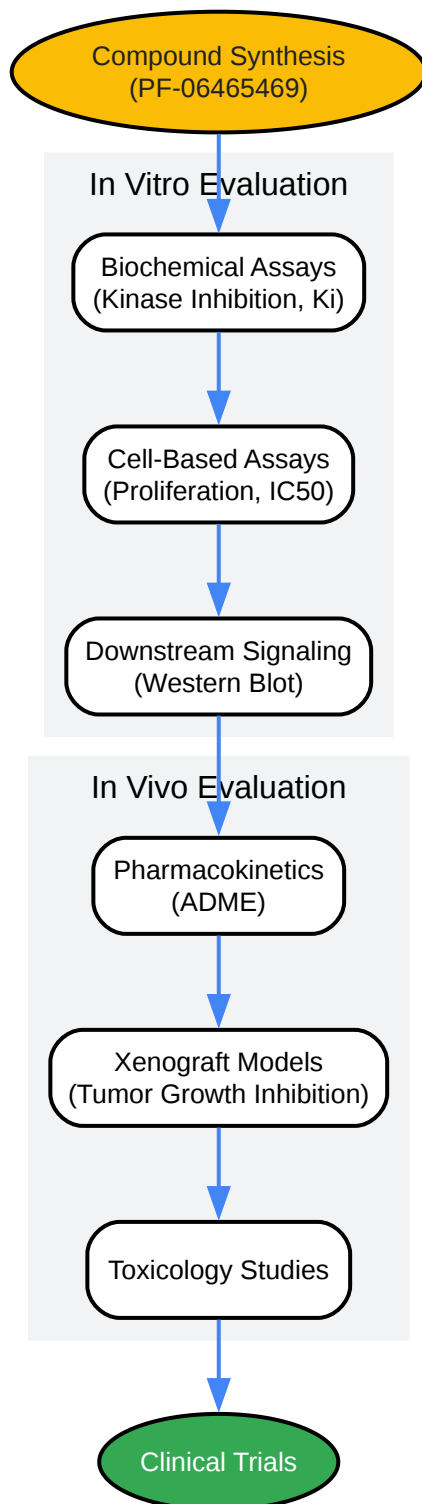 Compound Synthesis
(PF-06465469)
In Vitro Evaluation
Biochemical Assays
(Kinase Inhibition, Ki)
Cell-Based Assays
(Proliferation, IC50)
Downstream Signaling
(Western Blot)
In Vivo Evaluation
Pharmacokinetics
(ADME)
Xenograft Models
(Tumor Growth Inhibition)
Toxicology Studies
Clinical Trials